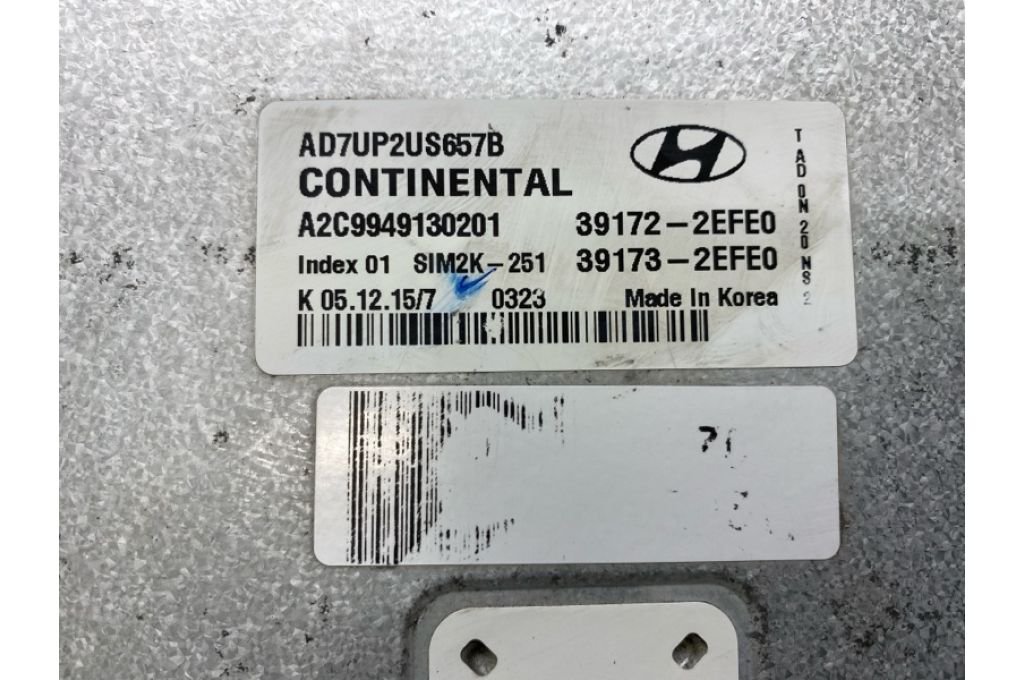 AD7UP2US657B
CONTINENTAL
A2C9949130201 39172-2EFE0
Index 01 SIM2K-251 39173-2EFE0
K 05.12.15/7 0323 Made In Korea
T AD ON 20 NS 2